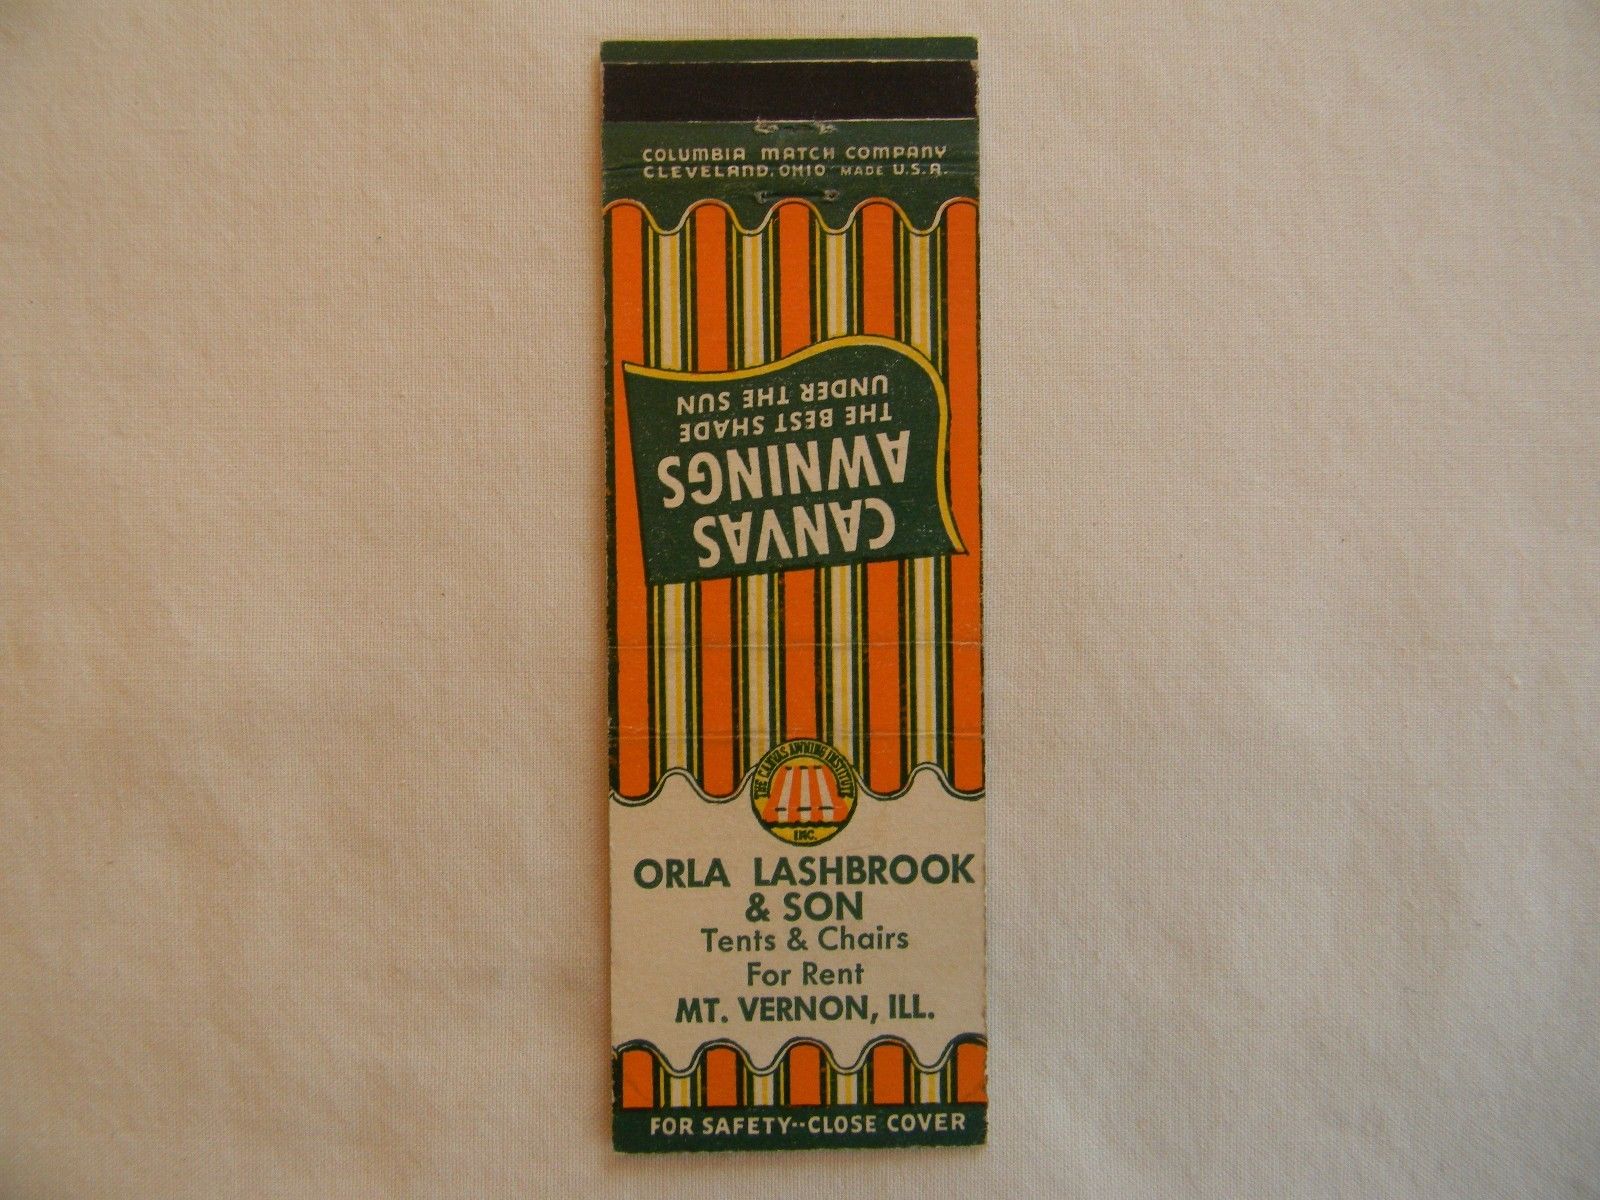 COLUMBIA MATCH COMPANY
CLEVELAND, OHIO MADE U.S.A.
CANVAS
AWNINGS
THE BEST SHADE
UNDER THE SUN
THE CANVAS AWNING INSTITUTE
INC.
ORLA LASHBROOK
& SON
Tents & Chairs
For Rent
MT. VERNON, ILL.
FOR SAFETY--CLOSE COVER